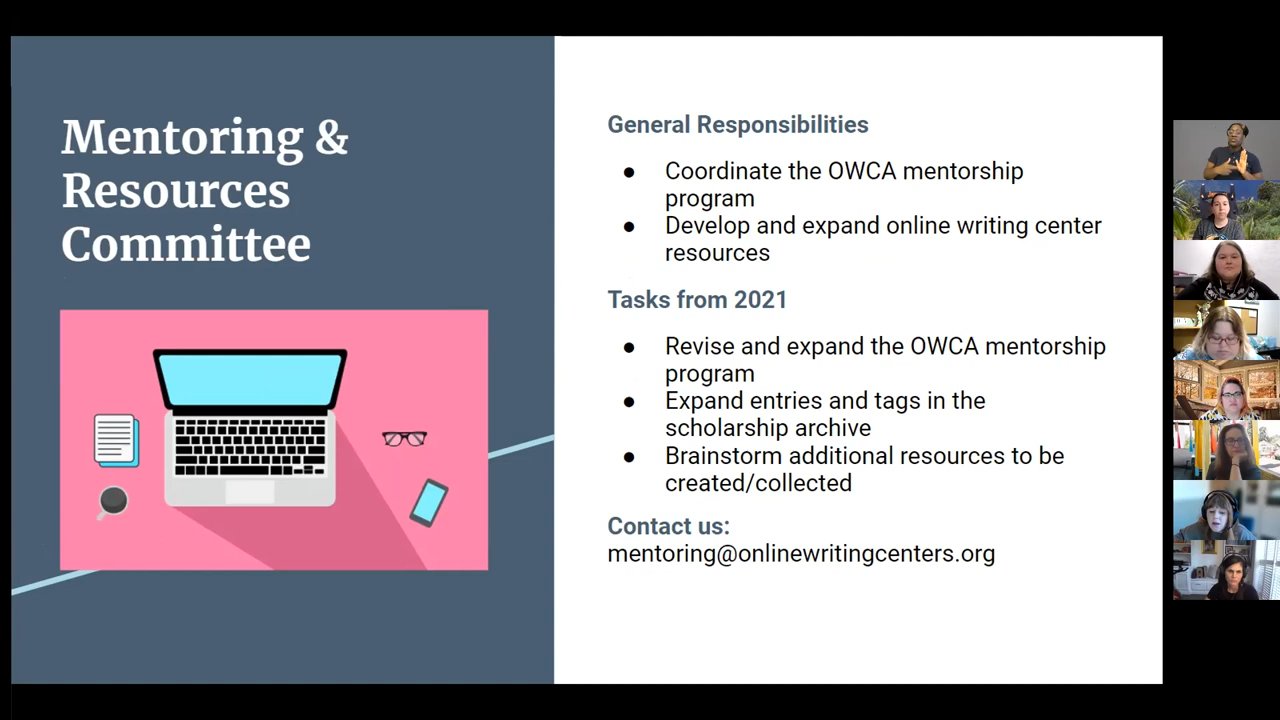 Mentoring &
Resources
Committee
General Responsibilities
● Coordinate the OWCA mentorship
program
● Develop and expand online writing center
resources
Tasks from 2021
● Revise and expand the OWCA mentorship
program
● Expand entries and tags in the
scholarship archive
● Brainstorm additional resources to be
created/collected
Contact us:
mentoring@onlinewritingcenters.org